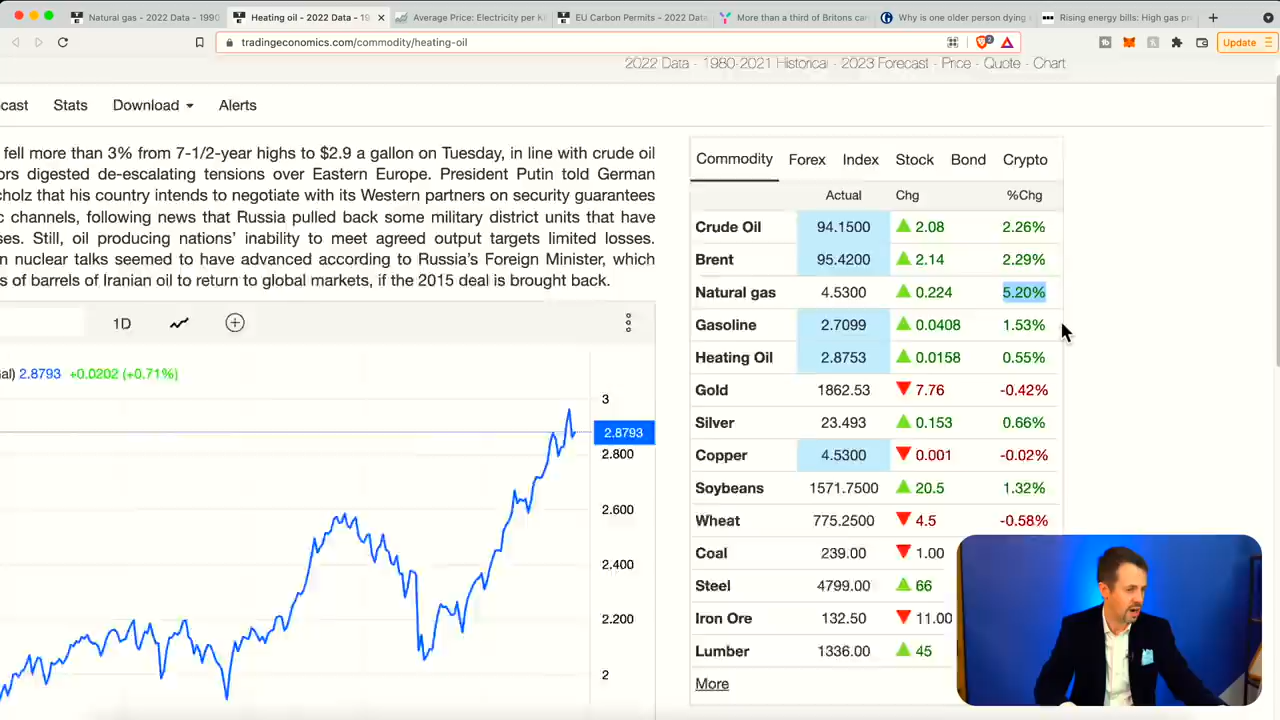 Natural gas - 2022 Data - 1990
Heating oil - 2022 Data - 19
Average Price: Electricity per K
EU Carbon Permits - 2022 Data
More than a third of Britons can
Why is one older person dying
Rising energy bills: High gas pr
tradingeconomics.com/commodity/heating-oil
Update
2022 Data - 1980-2021 Historical - 2023 Forecast - Price - Quote - Chart
cast Stats Download Alerts
fell more than 3% from 7-1/2-year highs to $2.9 a gallon on Tuesday, in line with crude oil
ors digested de-escalating tensions over Eastern Europe. President Putin told German
cholz that his country intends to negotiate with its Western partners on security guarantees
c channels, following news that Russia pulled back some military district units that have
ses. Still, oil producing nations' inability to meet agreed output targets limited losses.
n nuclear talks seemed to have advanced according to Russia's Foreign Minister, which
s of barrels of Iranian oil to return to global markets, if the 2015 deal is brought back.
1D
al) 2.8793 +0.0202 (+0.71%)
3
2.8793
2.800
2.600
2.400
2.200
2
Commodity Forex Index Stock Bond Crypto
Actual Chg %Chg
Crude Oil 94.1500 2.08 2.26%
Brent 95.4200 2.14 2.29%
Natural gas 4.5300 0.224 5.20%
Gasoline 2.7099 0.0408 1.53%
Heating Oil 2.8753 0.0158 0.55%
Gold 1862.53 7.76 -0.42%
Silver 23.493 0.153 0.66%
Copper 4.5300 0.001 -0.02%
Soybeans 1571.7500 20.5 1.32%
Wheat 775.2500 4.5 -0.58%
Coal 239.00 1.00
Steel 4799.00 66
Iron Ore 132.50 11.00
Lumber 1336.00 45
More